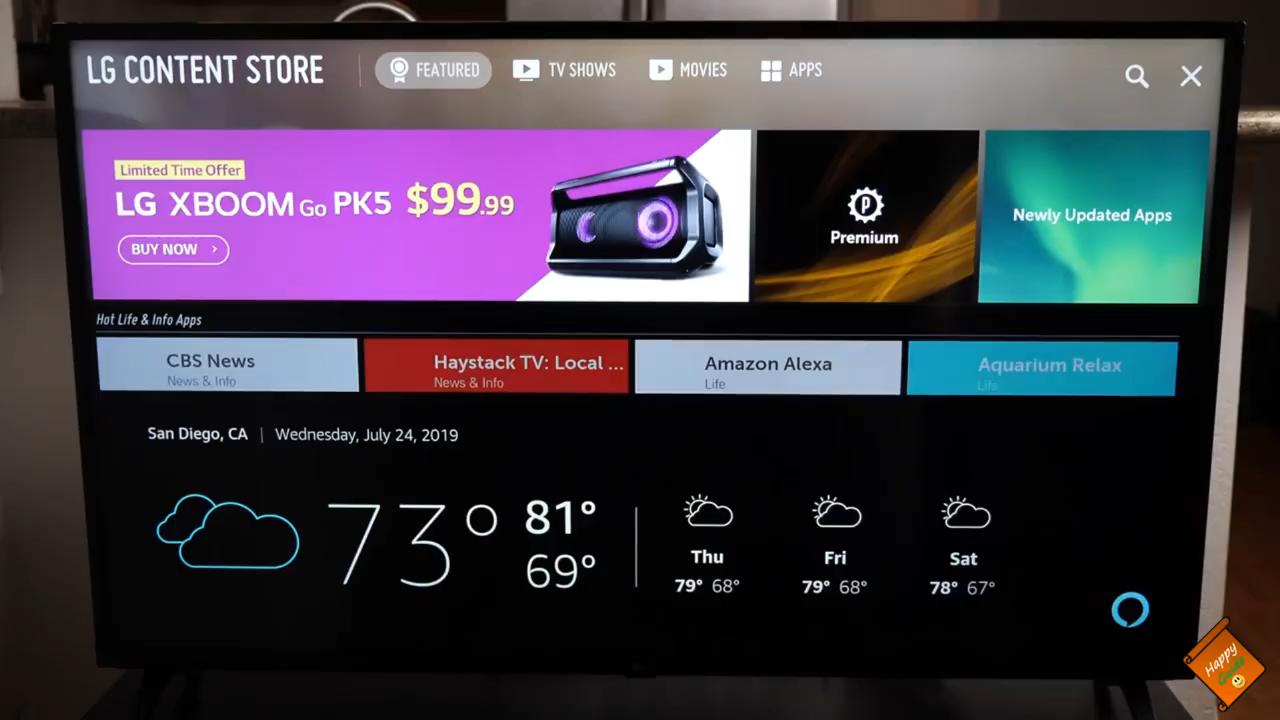 LG CONTENT STORE
FEATURED
TV SHOWS
MOVIES
APPS
Limited Time Offer
LG XBOOM Go PK5 $99.99
BUY NOW >
P
Premium
Newly Updated Apps
Hot Life & Info Apps
CBS News
News & Info
Haystack TV: Local ...
News & Info
Amazon Alexa
Life
Aquarium Relax
Life
San Diego, CA | Wednesday, July 24, 2019
73°
81°
69°
Thu
79° 68°
Fri
79° 68°
Sat
78° 67°
Happy
Guide